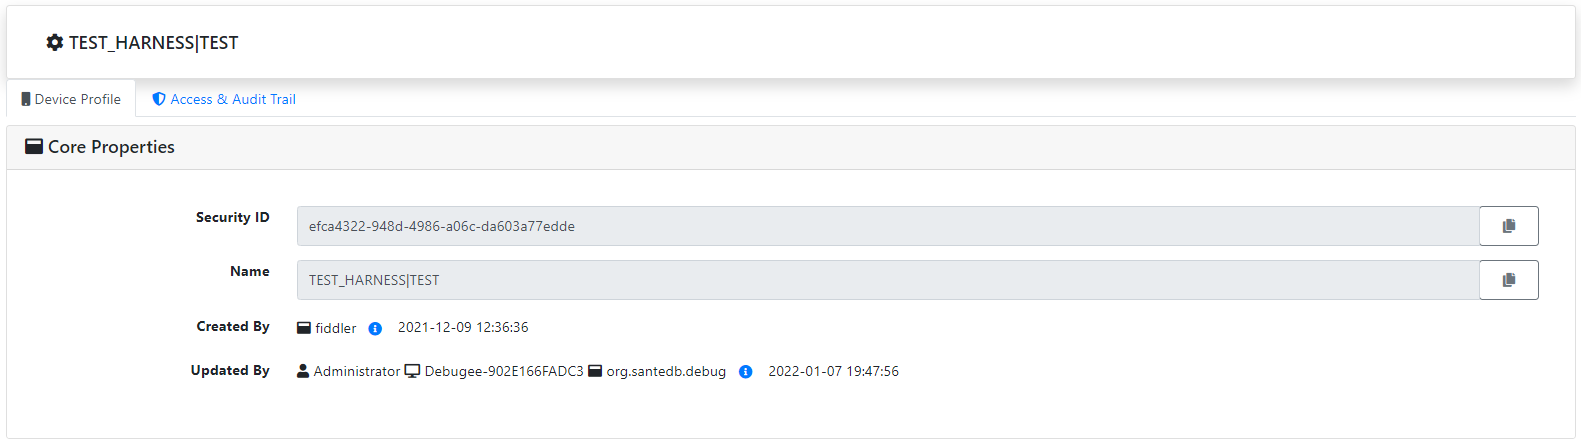 TEST_HARNESS|TEST
Device Profile Access & Audit Trail
Core Properties
Security ID efca4322-948d-4986-a06c-da603a77edde
Name TEST_HARNESS|TEST
Created By fiddler 2021-12-09 12:36:36
Updated By Administrator Debugee-902E166FADC3 org.santedb.debug 2022-01-07 19:47:56